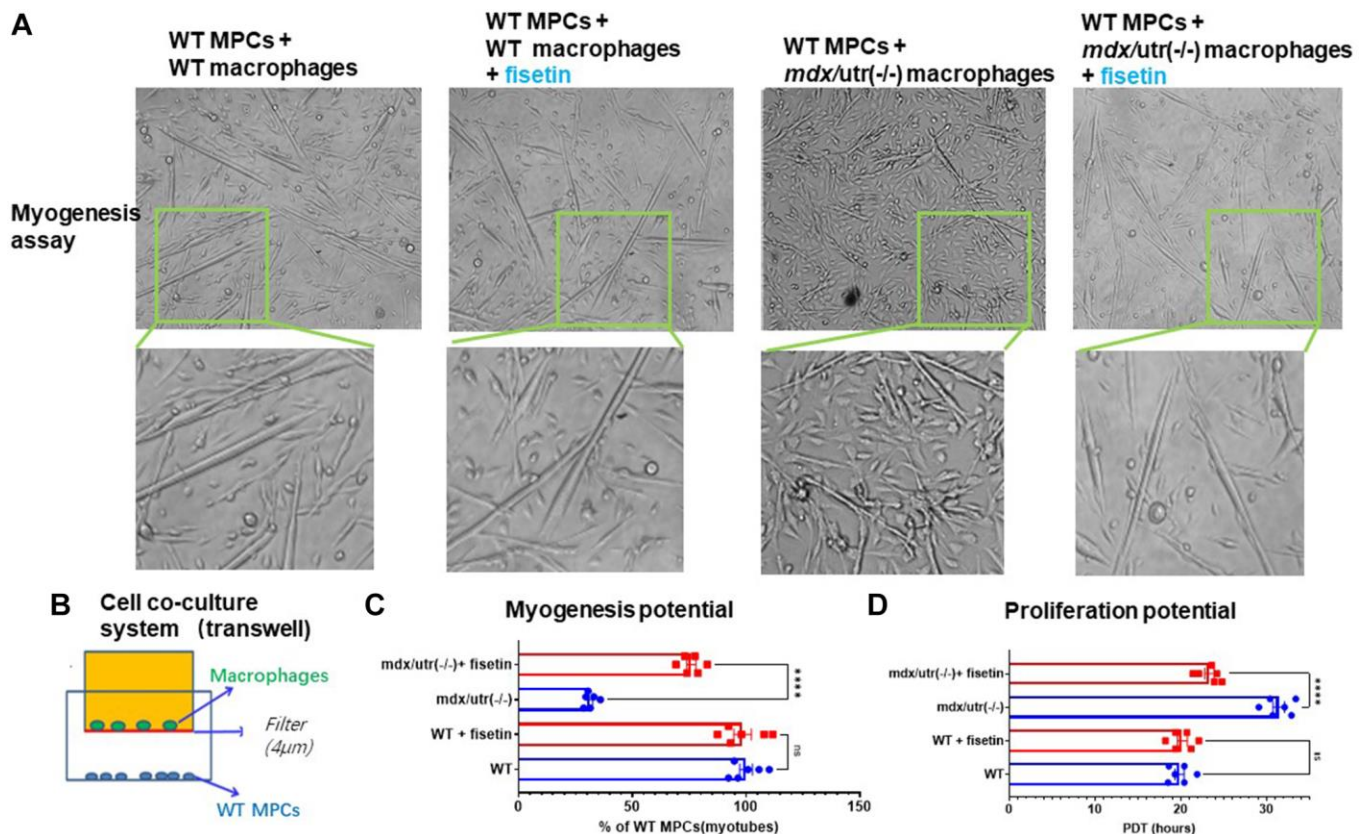 A
WT MPCs +
WT macrophages
WT MPCs +
WT macrophages
+ fisetin
WT MPCs +
mdx/utr(-/-) macrophages
WT MPCs +
mdx/utr(-/-) macrophages
+ fisetin
Myogenesis
assay
B
Cell co-culture
system (transwell)
Macrophages
Filter
(4μm)
WT MPCs
C
Myogenesis potential
mdx/utr(-/-)+ fisetin
mdx/utr(-/-)
WT + fisetin
WT
****
ns
0 50 100 150
% of WT MPCs(myotubes)
D
Proliferation potential
mdx/utr(-/-)+ fisetin
mdx/utr(-/-)
WT + fisetin
WT
****
ns
0 10 20 30
PDT (hours)